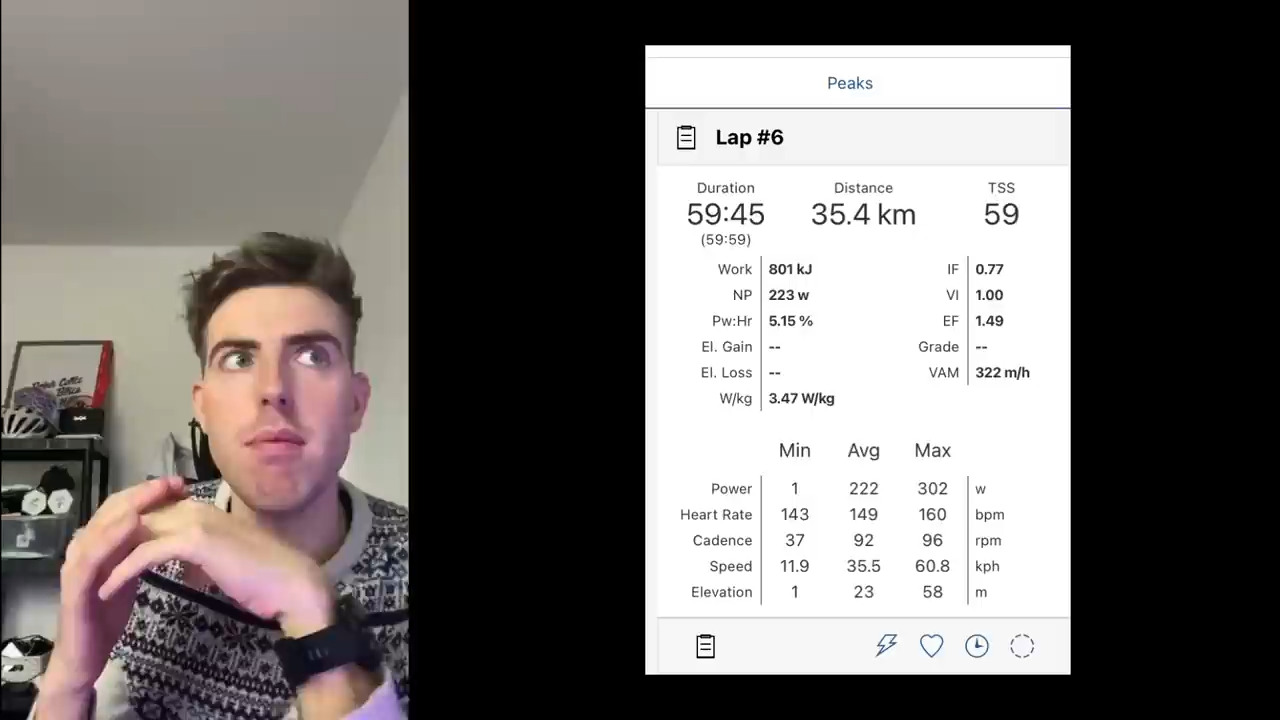 Peaks
Lap #6
Duration Distance TSS
59:45 35.4 km 59
(59:59)
Work 801 kJ IF 0.77
NP 223 w VI 1.00
Pw:Hr 5.15 % EF 1.49
El. Gain -- Grade --
El. Loss -- VAM 322 m/h
W/kg 3.47 W/kg
Min Avg Max
Power 1 222 302 w
Heart Rate 143 149 160 bpm
Cadence 37 92 96 rpm
Speed 11.9 35.5 60.8 kph
Elevation 1 23 58 m